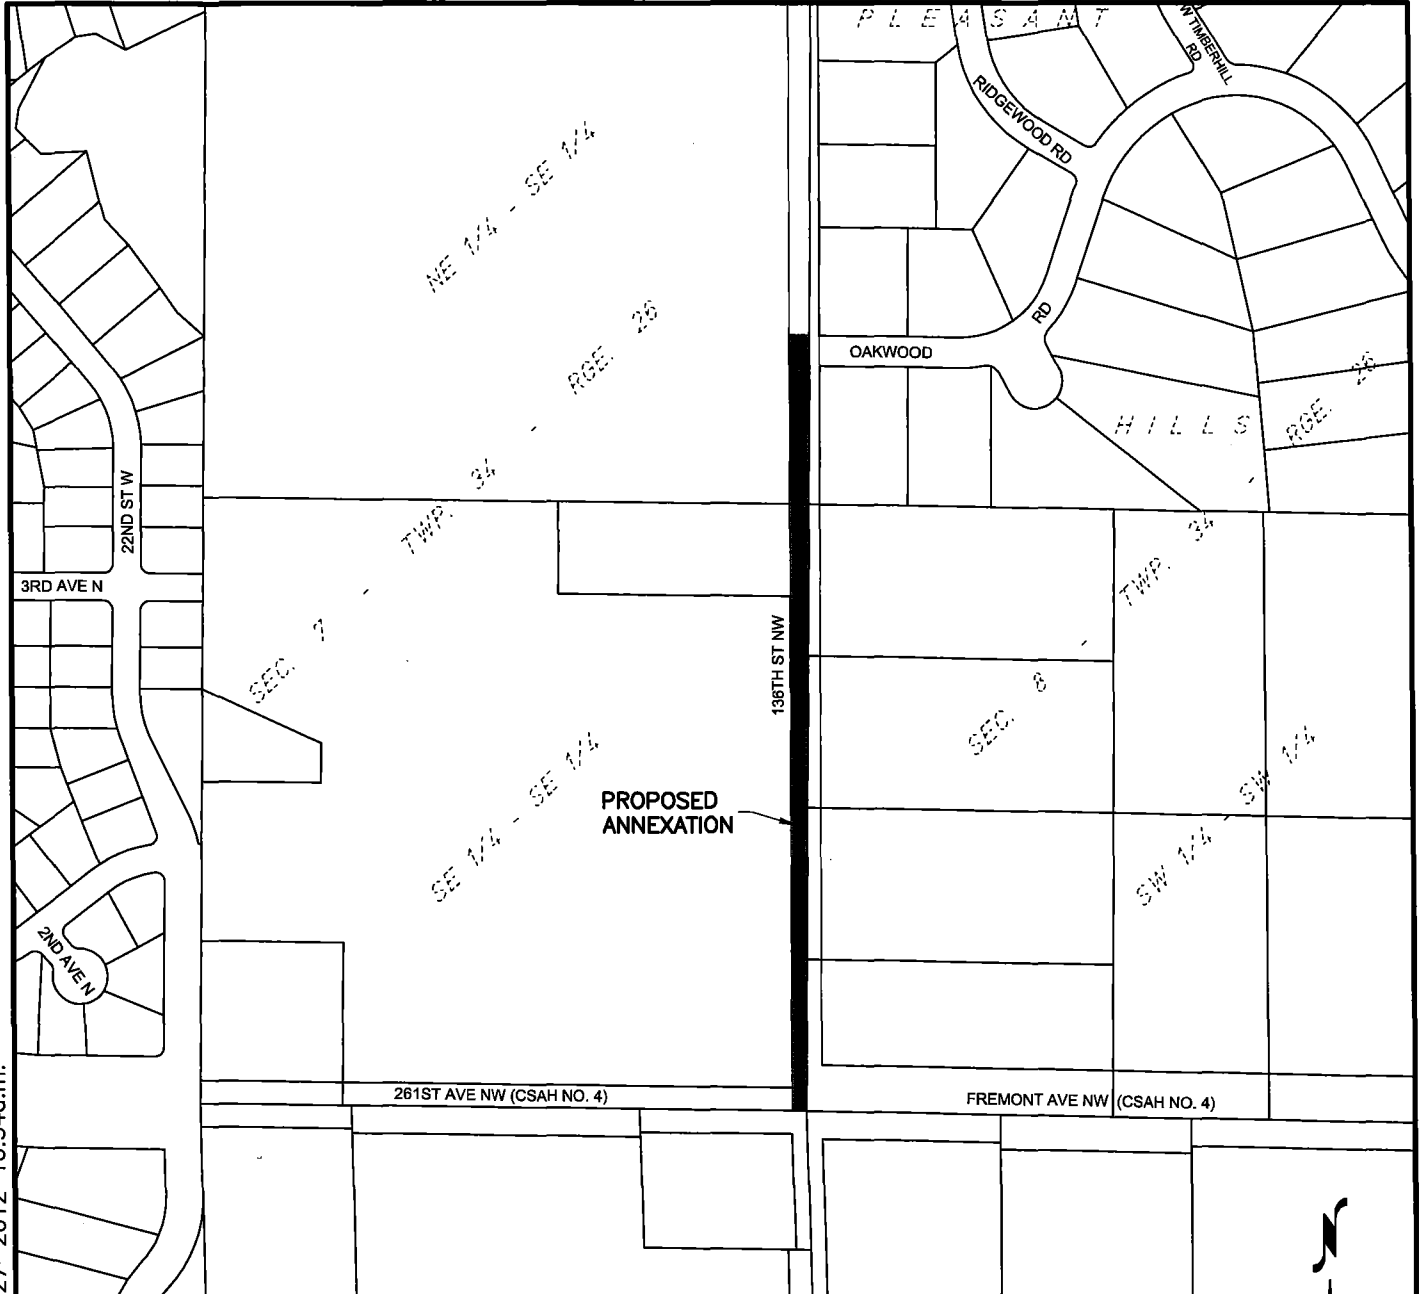 PLEASANT
W TIMBERHILL
RD
RIDGEWOOD RD
NE 1/4 - SE 1/4
RGE. 26
OAKWOOD
RD
HILLS
RGE. 26
22ND ST W
TWP. 34
TWP. 34
3RD AVE N
SEC. 7
136TH ST NW
SEC. 8
SE 1/4 - SE 1/4
SW 1/4 - SW 1/4
PROPOSED
ANNEXATION
2ND AVE N
261ST AVE NW (CSAH NO. 4)
FREMONT AVE NW (CSAH NO. 4)
N